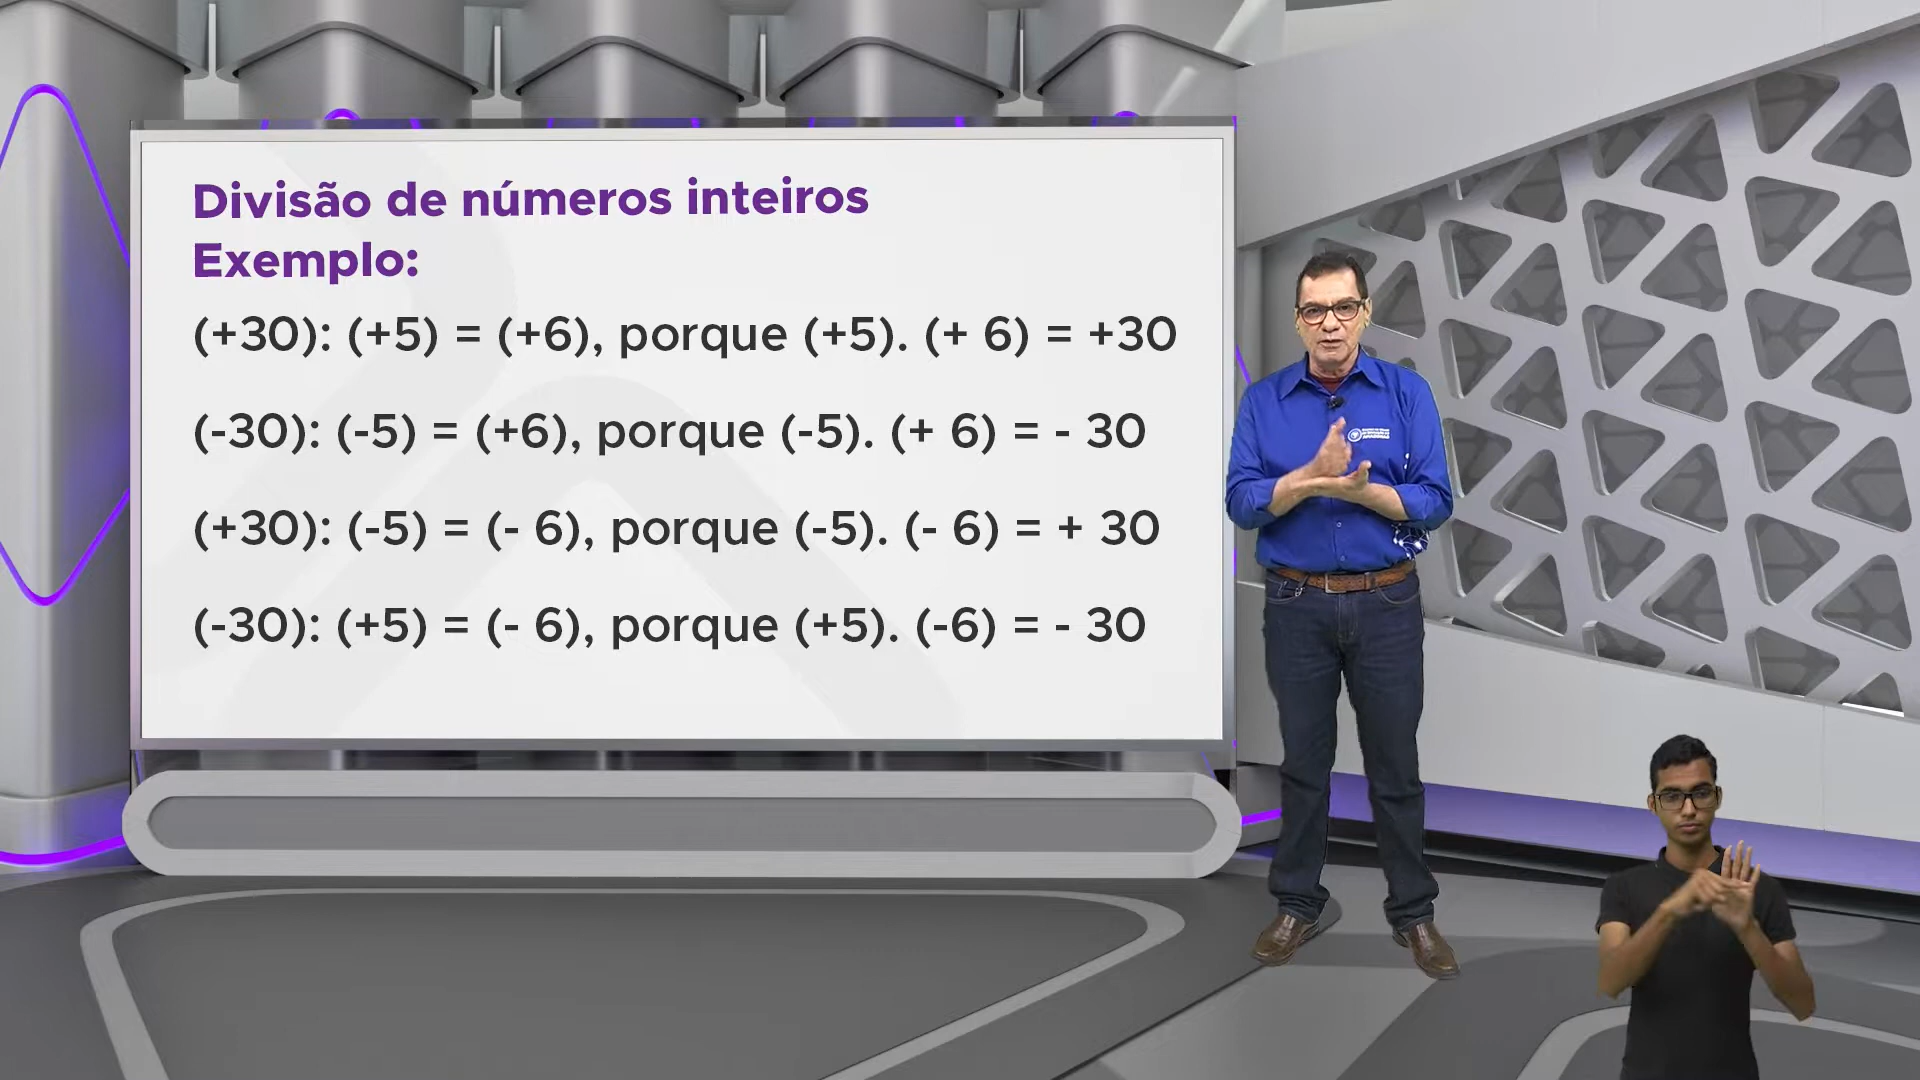 Divisão de números inteiros
Exemplo:
(+30): (+5) = (+6), porque (+5). (+ 6) = +30
(-30): (-5) = (+6), porque (-5). (+ 6) = - 30
(+30): (-5) = (- 6), porque (-5). (- 6) = + 30
(-30): (+5) = (- 6), porque (+5). (-6) = - 30